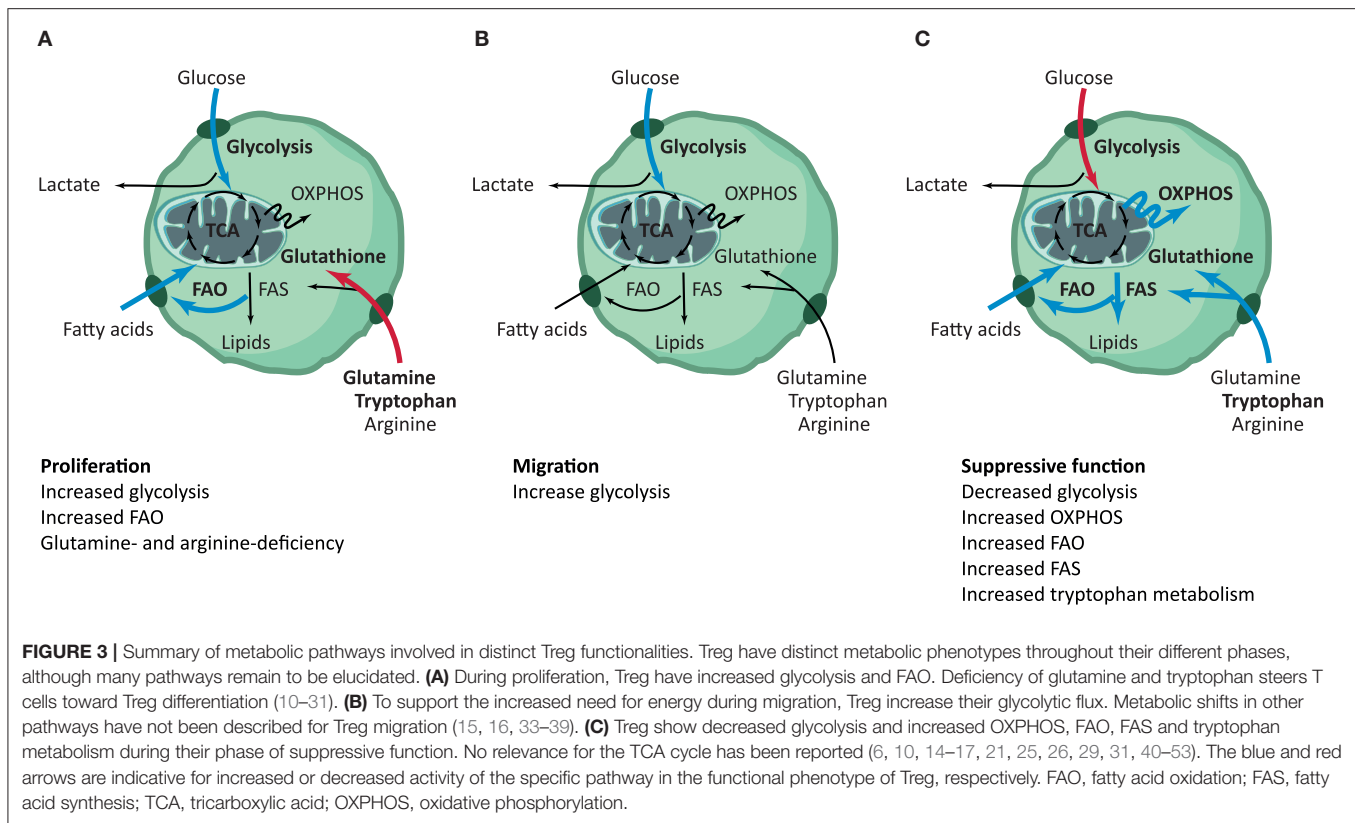 A
Glucose
Glycolysis
Lactate
OXPHOS
TCA
Glutathione
FAO
FAS
Fatty acids
Lipids
Glutamine
Tryptophan
Arginine
Proliferation
Increased glycolysis
Increased FAO
Glutamine- and arginine-deficiency
B
Glucose
Glycolysis
Lactate
OXPHOS
TCA
Glutathione
FAO
FAS
Fatty acids
Lipids
Glutamine
Tryptophan
Arginine
Migration
Increase glycolysis
C
Glucose
Glycolysis
Lactate
OXPHOS
TCA
Glutathione
FAO
FAS
Fatty acids
Lipids
Glutamine
Tryptophan
Arginine
Suppressive function
Decreased glycolysis
Increased OXPHOS
Increased FAO
Increased FAS
Increased tryptophan metabolism
FIGURE 3 | Summary of metabolic pathways involved in distinct Treg functionalities. Treg have distinct metabolic phenotypes throughout their different phases,
although many pathways remain to be elucidated. (A) During proliferation, Treg have increased glycolysis and FAO. Deficiency of glutamine and tryptophan steers T
cells toward Treg differentiation (10–31). (B) To support the increased need for energy during migration, Treg increase their glycolytic flux. Metabolic shifts in other
pathways have not been described for Treg migration (15, 16, 33–39). (C) Treg show decreased glycolysis and increased OXPHOS, FAO, FAS and tryptophan
metabolism during their phase of suppressive function. No relevance for the TCA cycle has been reported (6, 10, 14–17, 21, 25, 26, 29, 31, 40–53). The blue and red
arrows are indicative for increased or decreased activity of the specific pathway in the functional phenotype of Treg, respectively. FAO, fatty acid oxidation; FAS, fatty
acid synthesis; TCA, tricarboxylic acid; OXPHOS, oxidative phosphorylation.